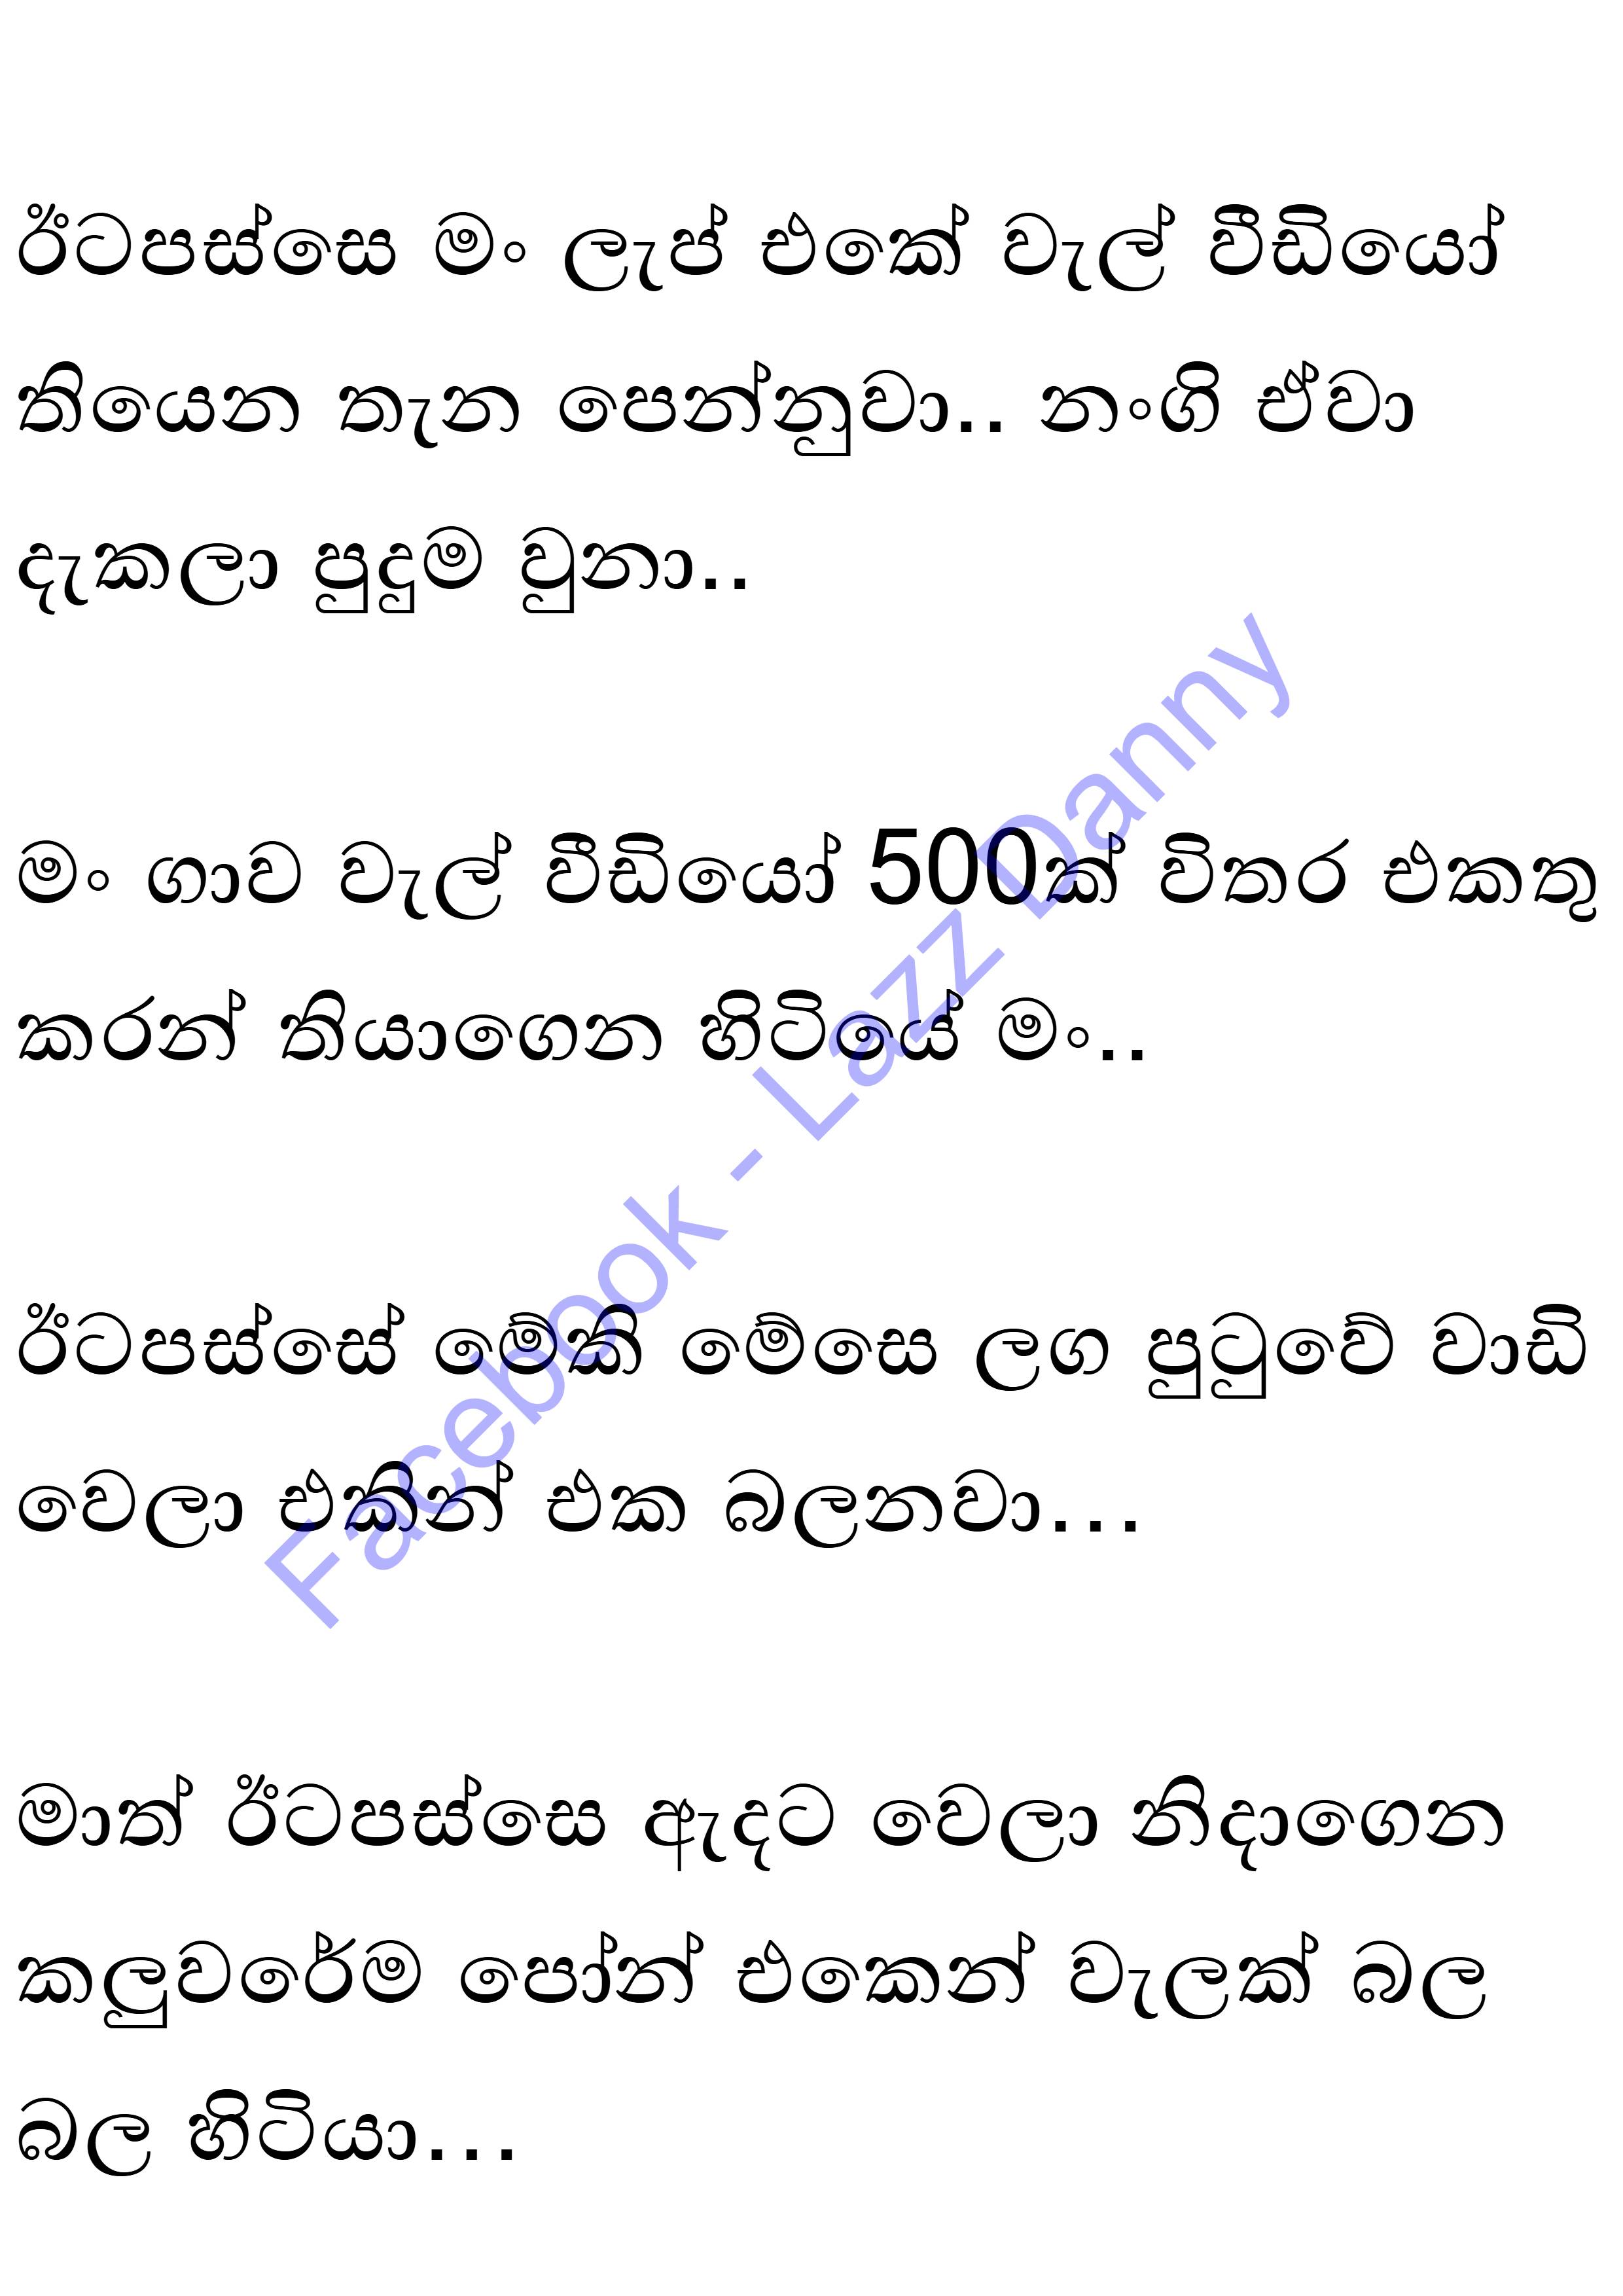 ඊටපස්සෙ මං ලැප් එකේ වැල් වීඩියෝ
තියෙන තැන පෙන්නුවා.. නංගි ඒවා
දැකලා පුදුම වුනා..
මං ගාව වැල් වීඩියෝ 500ක් විතර එකතු
කරන් තියාගෙන හිටියේ මං..
ඊටපස්සේ මේකි මේසෙ ලග පුටුවේ වාඩි
වෙලා එකින් එක බලනවා...
මාත් ඊටපස්සෙ ඇදට වෙලා නිදාගෙන
කලුවරේම පෝන් එකෙන් වැලක් බල
බල හිටියා...
Facebook - Lazz Danny